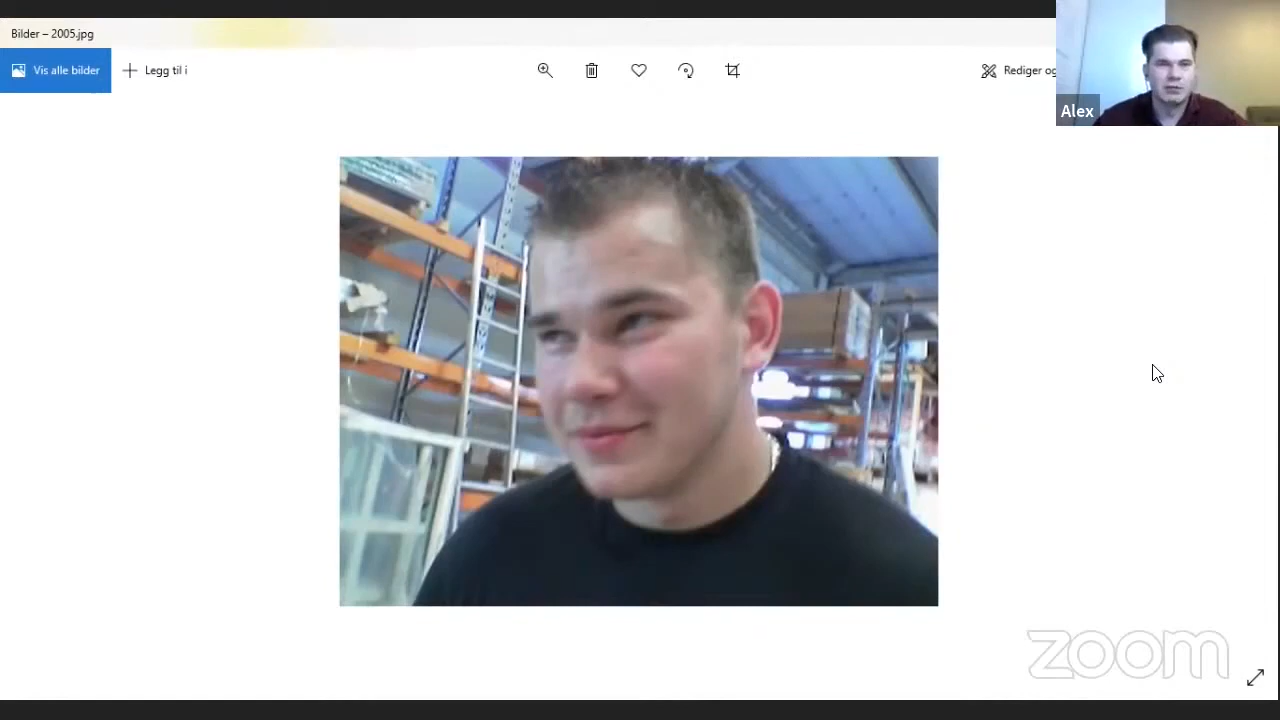 Bilder – 2005.jpg
Vis alle bilder
Legg til i
Rediger og
Alex
zoom